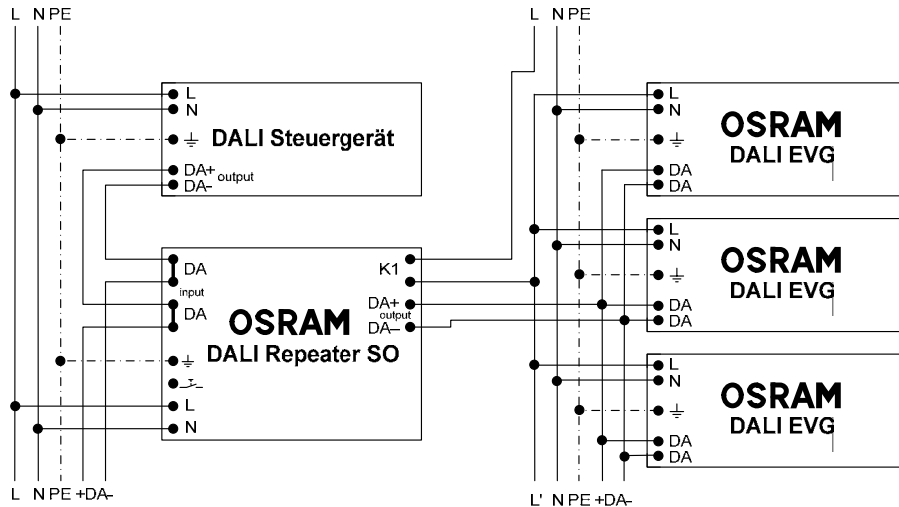 L N PE
L
N
DALI Steuergerät
DA+
output
DA-
DA
input
DA
K1
DA+
output
DA-
OSRAM
DALI Repeater SO
L
N
L N PE +DA-
L N PE
L
N
OSRAM
DALI EVG
DA
DA
L
N
OSRAM
DALI EVG
DA
DA
L
N
OSRAM
DALI EVG
DA
DA
L' N PE +DA-